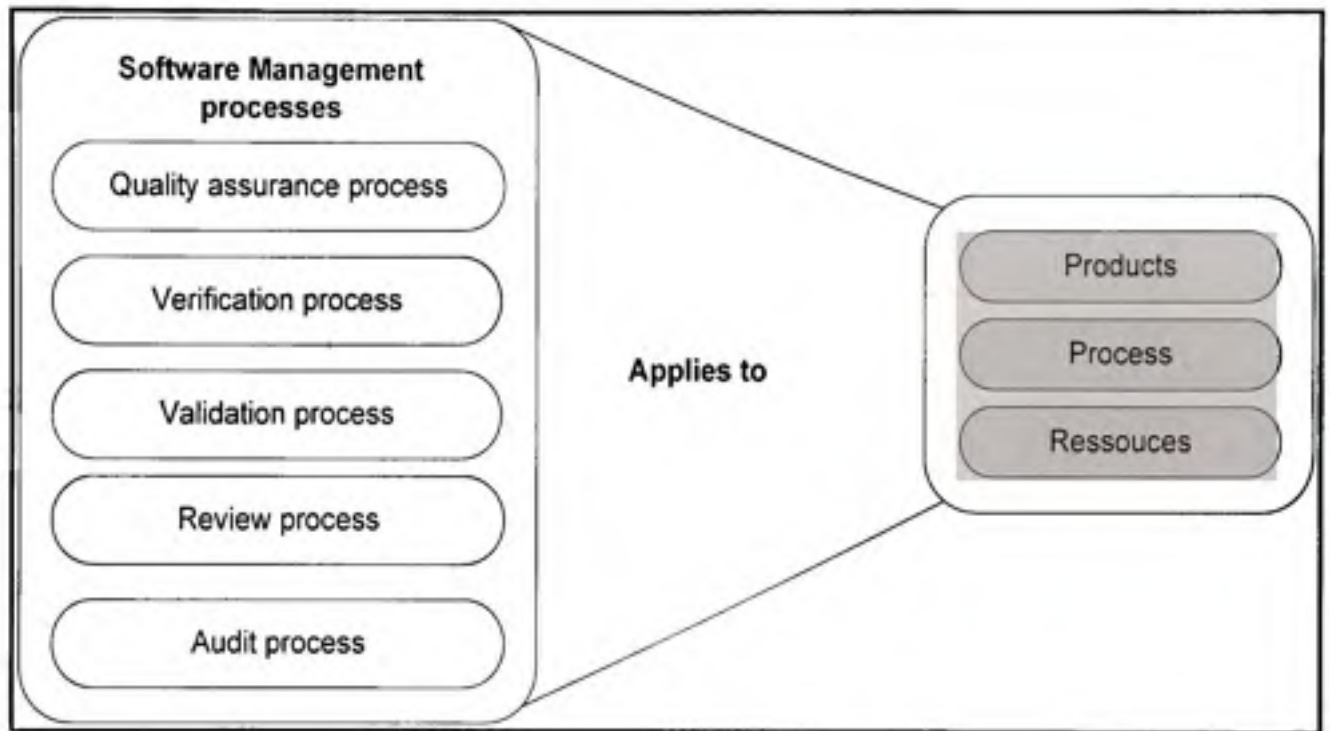 Software Management
processes
Quality assurance process
Verification process
Validation process
Review process
Audit process
Applies to
Products
Process
Ressouces